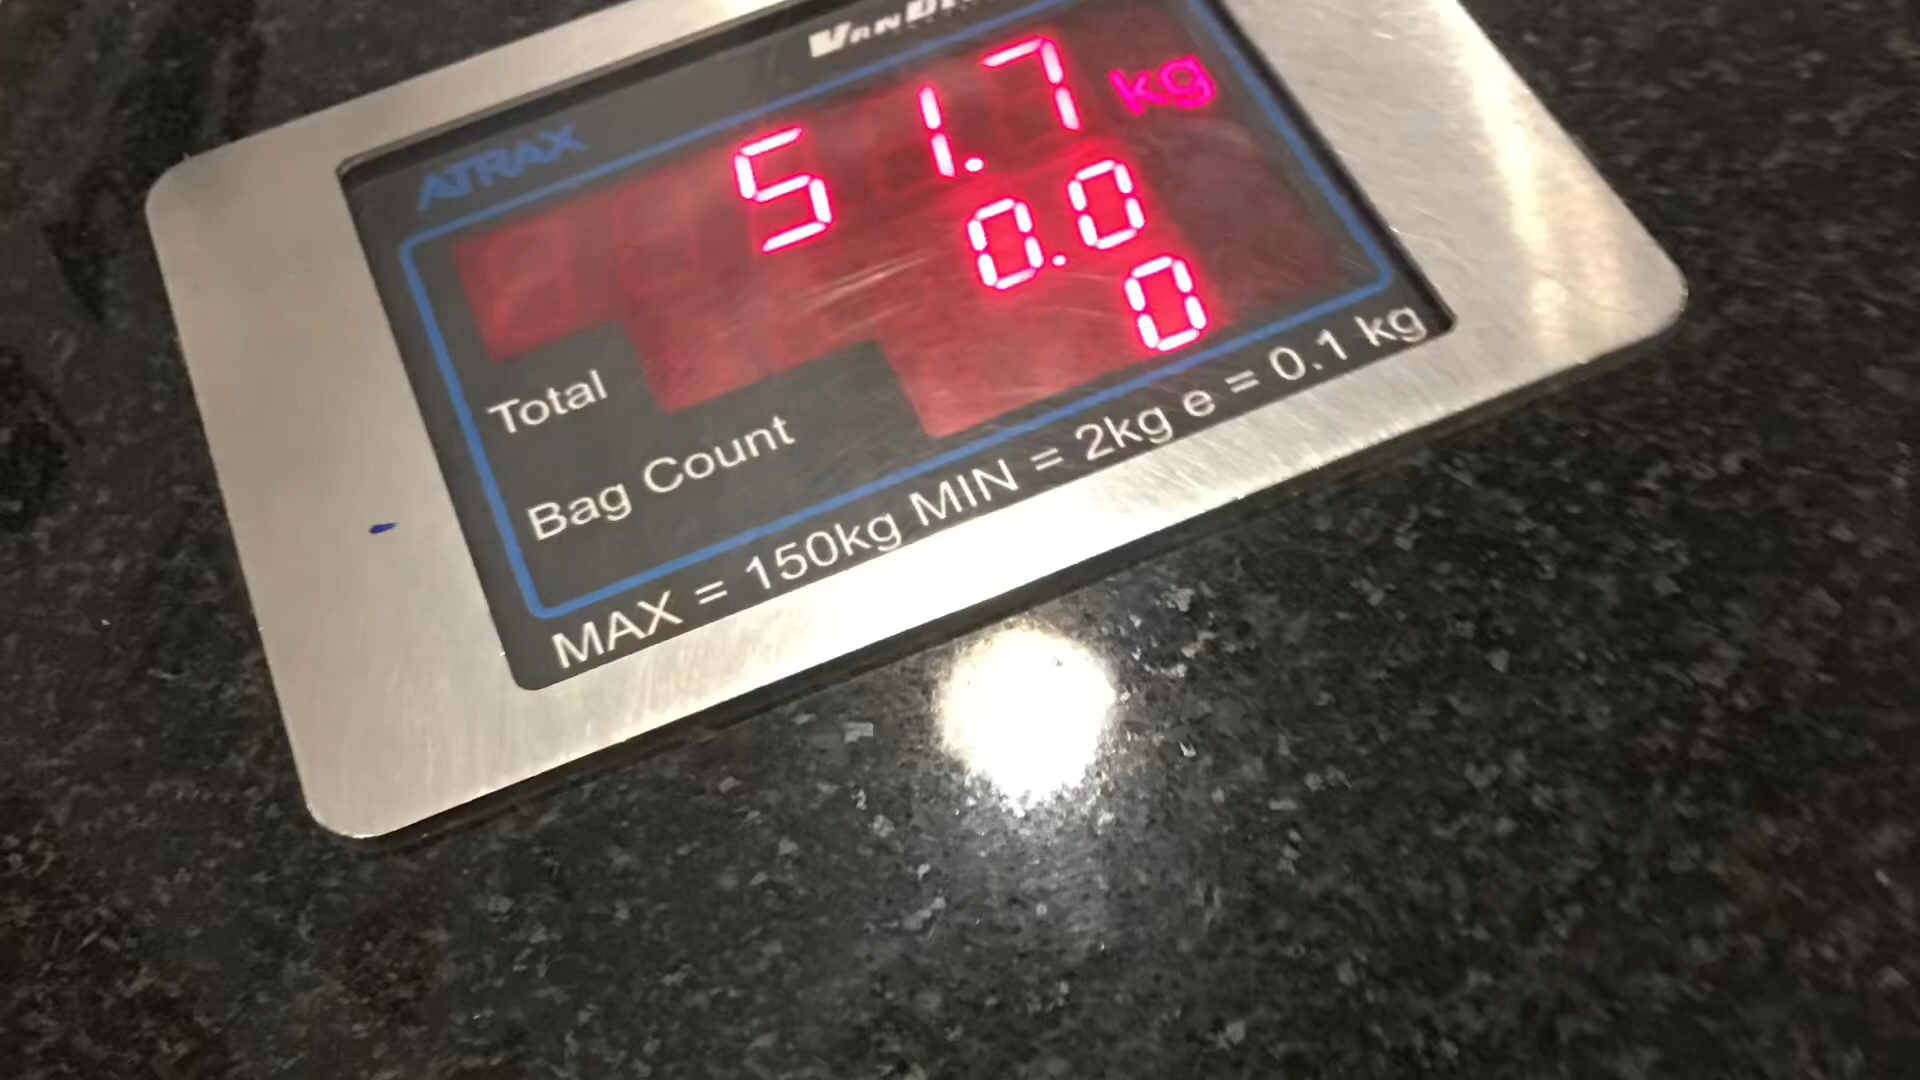 ATRAX
51.7 kg
Total 0.0
Bag Count 0
MAX = 150kg MIN = 2kg e = 0.1 kg